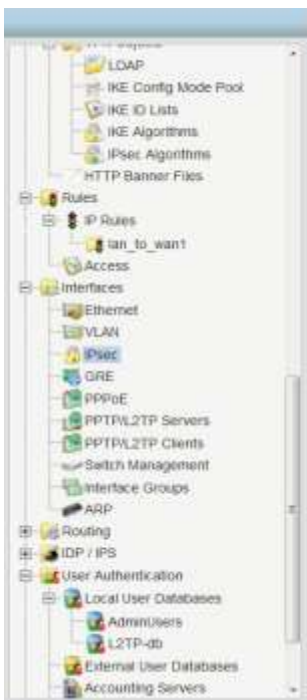 LDAP
IKE Config Mode Pool
IKE ID Lists
IKE Algorithms
IPsec Algorithms
HTTP Banner Files
Rules
IP Rules
lan_to_wan1
Access
Interfaces
Ethernet
VLAN
IPsec
GRE
PPPoE
PPTP/L2TP Servers
PPTP/L2TP Clients
Switch Management
Interface Groups
ARP
Routing
IDP / IPS
User Authentication
Local User Databases
AdminUsers
L2TP-db
External User Databases
Accounting Servers